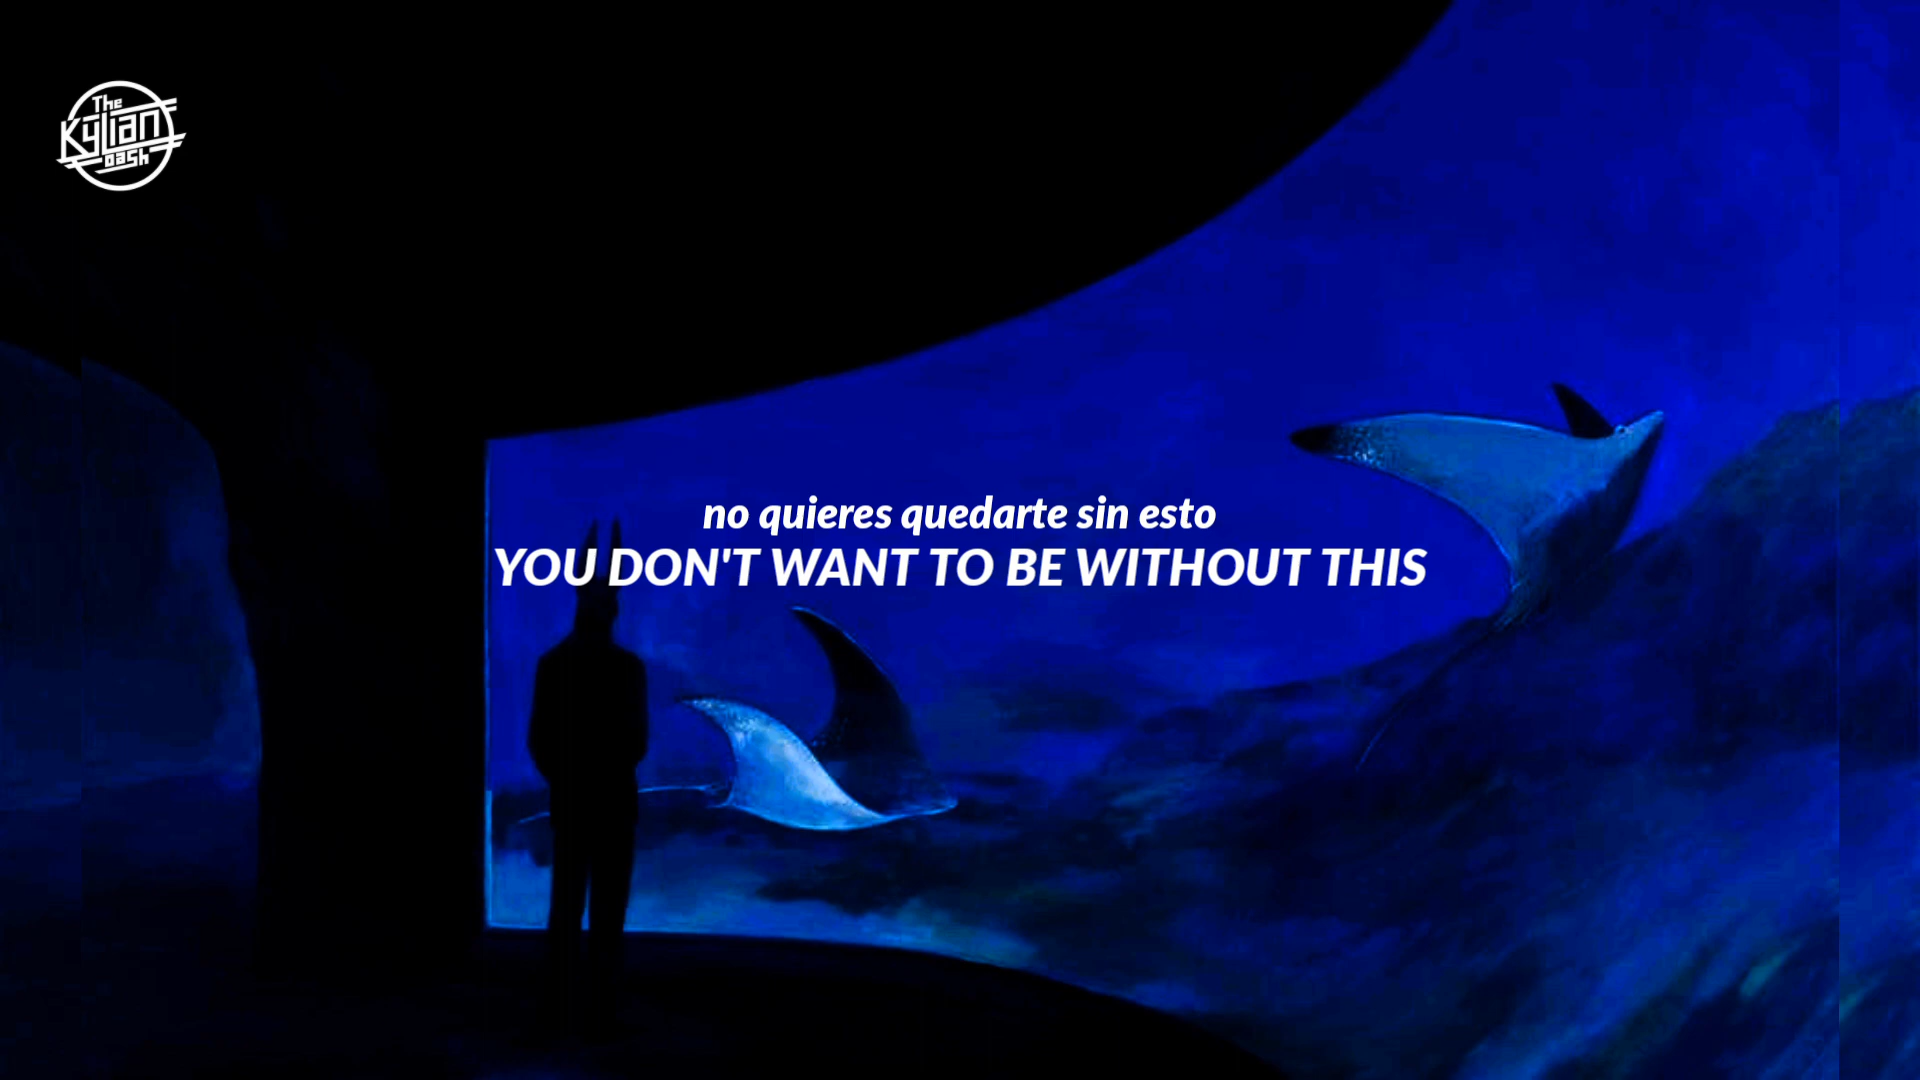 The
Kylian
Dash
no quieres quedarte sin esto
YOU DON'T WANT TO BE WITHOUT THIS